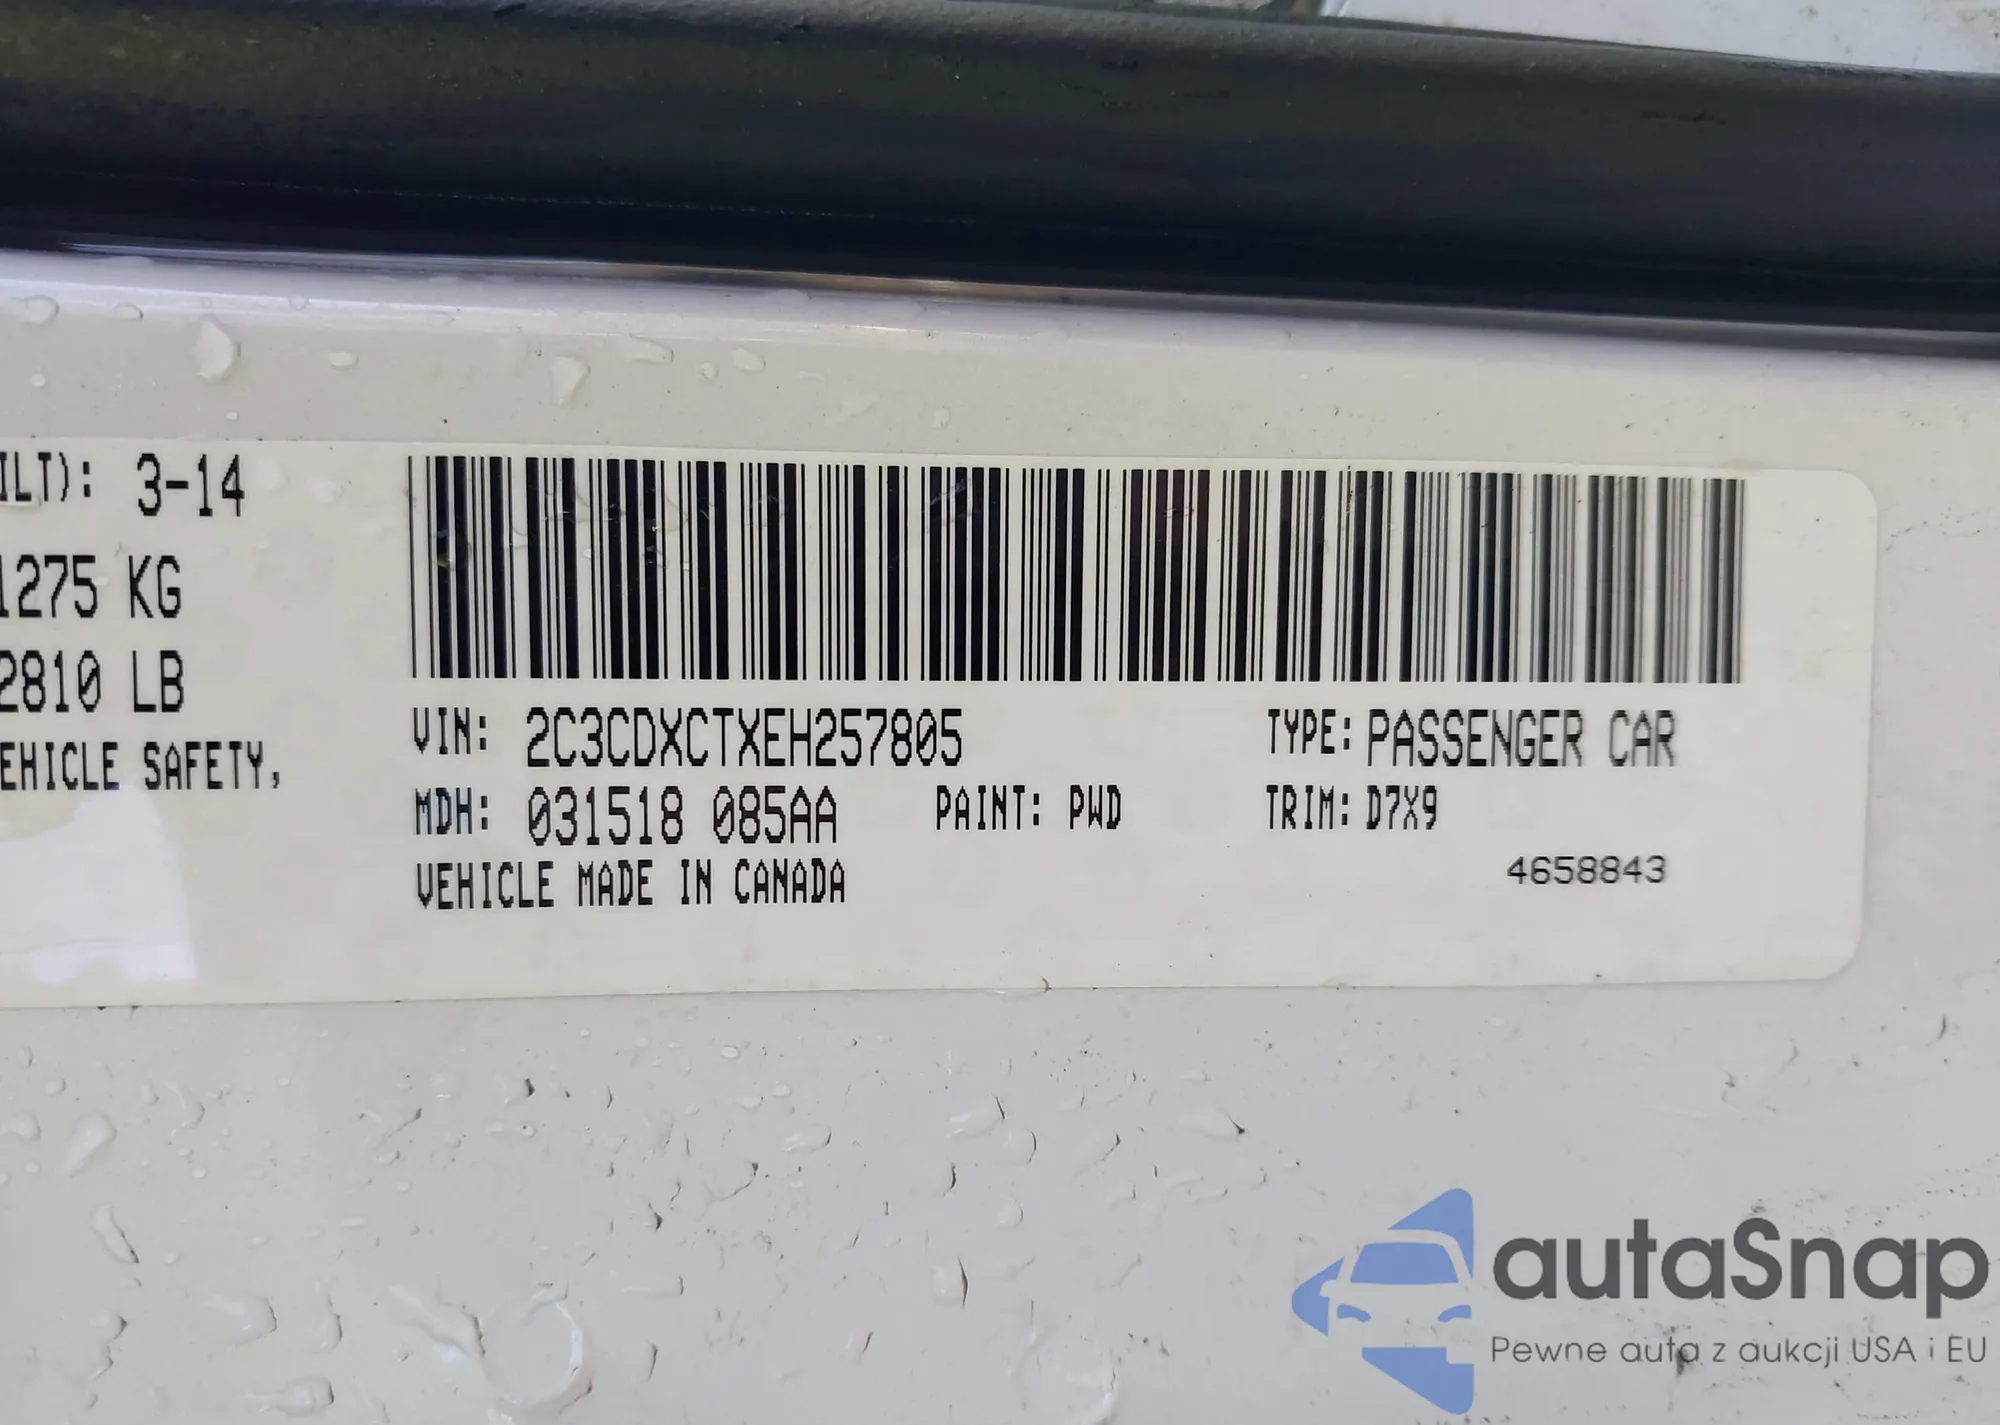 ILT): 3-14
1275 KG
2810 LB
EHICLE SAFETY,
VIN: 2C3CDXCTXEH257805
TYPE: PASSENGER CAR
MDH: 031518 085AA
PAINT: PWD
TRIM: D7X9
VEHICLE MADE IN CANADA
4658843
autaSnap
Pewne auta z aukcji USA i EU